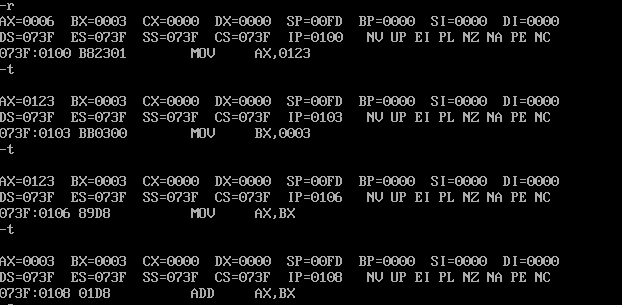 -r
AX=0006 BX=0003 CX=0000 DX=0000 SP=00FD BP=0000 SI=0000 DI=0000
DS=073F ES=073F SS=073F CS=073F IP=0100 NV UP EI PL NZ NA PE NC
073F:0100 B82301 MOV AX,0123
-t
AX=0123 BX=0003 CX=0000 DX=0000 SP=00FD BP=0000 SI=0000 DI=0000
DS=073F ES=073F SS=073F CS=073F IP=0103 NV UP EI PL NZ NA PE NC
073F:0103 BB0300 MOV BX,0003
-t
AX=0123 BX=0003 CX=0000 DX=0000 SP=00FD BP=0000 SI=0000 DI=0000
DS=073F ES=073F SS=073F CS=073F IP=0106 NV UP EI PL NZ NA PE NC
073F:0106 89D8 MOV AX,BX
-t
AX=0003 BX=0003 CX=0000 DX=0000 SP=00FD BP=0000 SI=0000 DI=0000
DS=073F ES=073F SS=073F CS=073F IP=0108 NV UP EI PL NZ NA PE NC
073F:0108 01D8 ADD AX,BX